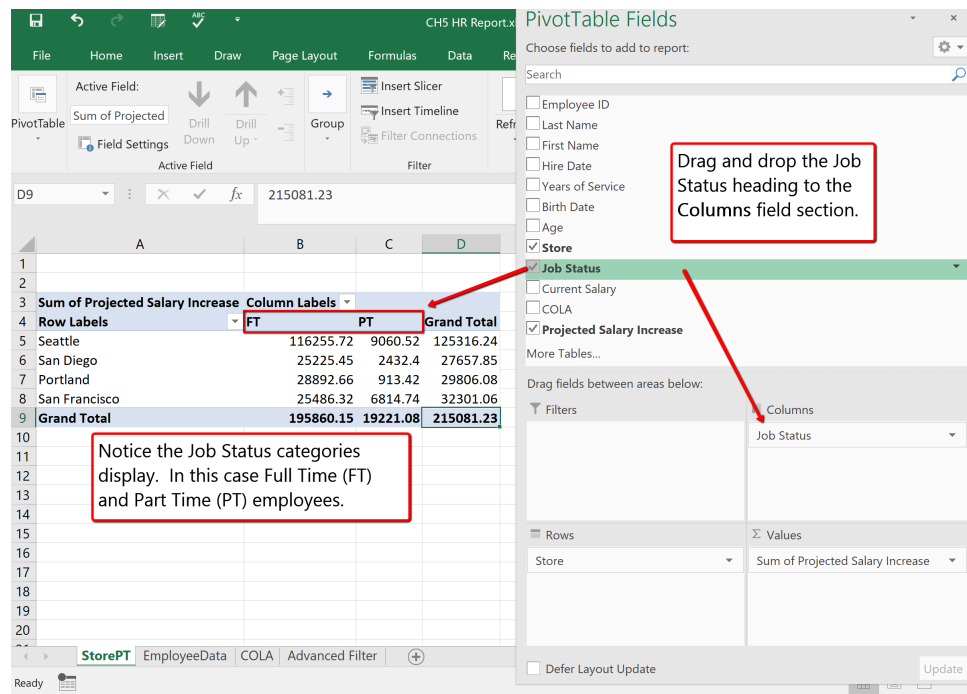 ABC
CH5 HR Report.x
File Home Insert Draw Page Layout Formulas Data Re
PivotTable
Active Field:
Sum of Projected
Field Settings
Drill Down
Drill Up
Active Field
Group
Insert Slicer
Insert Timeline
Filter Connections
Filter
Refr
D9 fx 215081.23
A B C D
1
2
3 Sum of Projected Salary Increase Column Labels
4 Row Labels FT PT Grand Total
5 Seattle 116255.72 9060.52 125316.24
6 San Diego 25225.45 2432.4 27657.85
7 Portland 28892.66 913.42 29806.08
8 San Francisco 25486.32 6814.74 32301.06
9 Grand Total 195860.15 19221.08 215081.23
10
11
12
13
14
15
16
17
18
19
20
Notice the Job Status categories
display. In this case Full Time (FT)
and Part Time (PT) employees.
StorePT EmployeeData COLA Advanced Filter
Ready
PivotTable Fields
Choose fields to add to report:
Search
Employee ID
Last Name
First Name
Hire Date
Years of Service
Birth Date
Age
Store
Job Status
Current Salary
COLA
Projected Salary Increase
More Tables...
Drag and drop the Job
Status heading to the
Columns field section.
Drag fields between areas below:
Filters
Columns
Job Status
Rows
Store
Σ Values
Sum of Projected Salary Increase
Defer Layout Update
Update